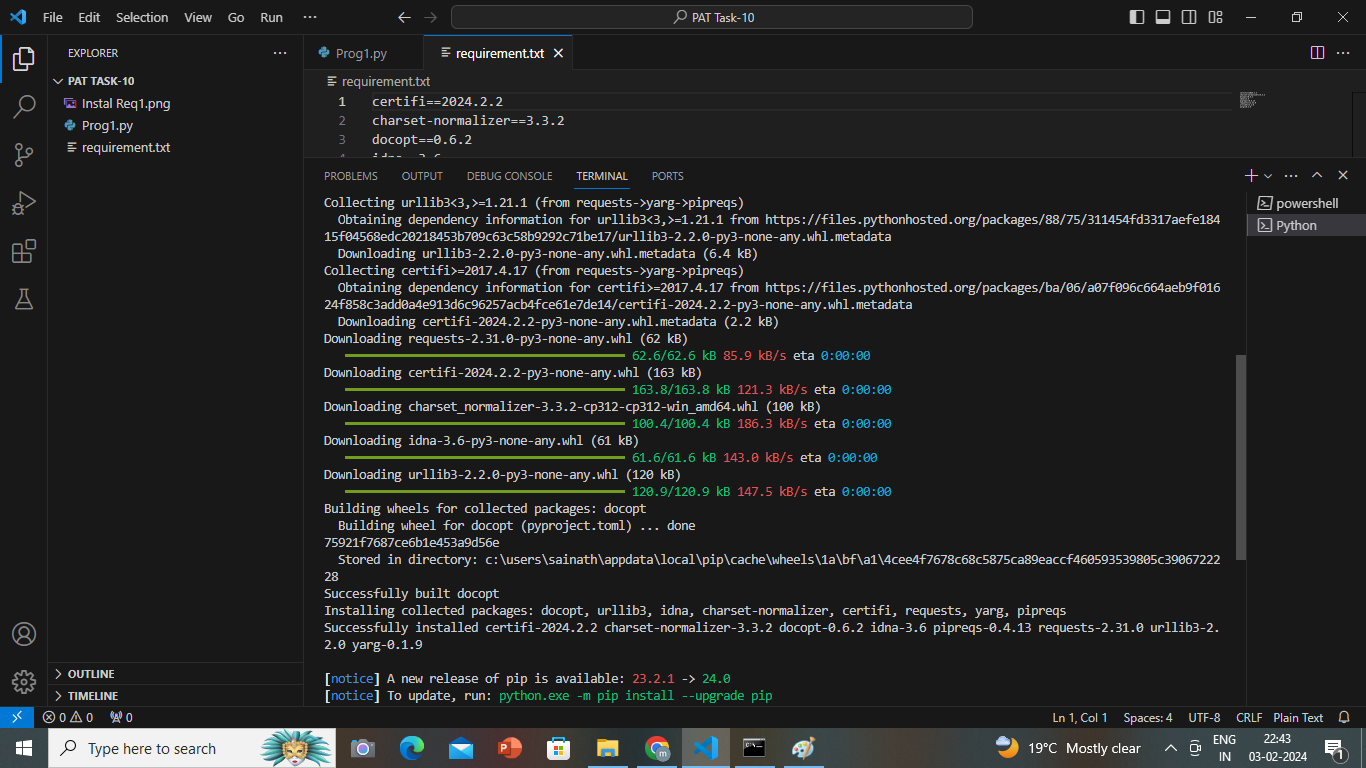 File Edit Selection View Go Run ···
PAT Task-10
EXPLORER
PAT TASK-10
Instal Req1.png
Prog1.py
requirement.txt
OUTLINE
TIMELINE
Prog1.py
requirement.txt
requirement.txt
1 certifi==2024.2.2
2 charset-normalizer==3.3.2
3 docopt==0.6.2
PROBLEMS OUTPUT DEBUG CONSOLE TERMINAL PORTS
powershell
Python
Collecting urllib3<3,>=1.21.1 (from requests->yarg->pipreqs)
Obtaining dependency information for urllib3<3,>=1.21.1 from https://files.pythonhosted.org/packages/88/75/311454fd3317aefe184
15f04568edc20218453b709c63c58b9292c71be17/urllib3-2.2.0-py3-none-any.whl.metadata
Downloading urllib3-2.2.0-py3-none-any.whl.metadata (6.4 kB)
Collecting certifi>=2017.4.17 (from requests->yarg->pipreqs)
Obtaining dependency information for certifi>=2017.4.17 from https://files.pythonhosted.org/packages/ba/06/a07f096c664aeb9f016
24f858c3add0a4e913d6c96257acb4fce61e7de14/certifi-2024.2.2-py3-none-any.whl.metadata
Downloading certifi-2024.2.2-py3-none-any.whl.metadata (2.2 kB)
Downloading requests-2.31.0-py3-none-any.whl (62 kB)
62.6/62.6 kB 85.9 kB/s eta 0:00:00
Downloading certifi-2024.2.2-py3-none-any.whl (163 kB)
163.8/163.8 kB 121.3 kB/s eta 0:00:00
Downloading charset_normalizer-3.3.2-cp312-cp312-win_amd64.whl (100 kB)
100.4/100.4 kB 186.3 kB/s eta 0:00:00
Downloading idna-3.6-py3-none-any.whl (61 kB)
61.6/61.6 kB 143.0 kB/s eta 0:00:00
Downloading urllib3-2.2.0-py3-none-any.whl (120 kB)
120.9/120.9 kB 147.5 kB/s eta 0:00:00
Building wheels for collected packages: docopt
Building wheel for docopt (pyproject.toml) ... done
75921f7687ce6b1e453a9d56e
Stored in directory: c:\users\sainath\appdata\local\pip\cache\wheels\1a\bf\a1\4cee4f7678c68c5875ca89eaccf460593539805c39067222
28
Successfully built docopt
Installing collected packages: docopt, urllib3, idna, charset-normalizer, certifi, requests, yarg, pipreqs
Successfully installed certifi-2024.2.2 charset-normalizer-3.3.2 docopt-0.6.2 idna-3.6 pipreqs-0.4.13 requests-2.31.0 urllib3-2.
2.0 yarg-0.1.9
[notice] A new release of pip is available: 23.2.1 -> 24.0
[notice] To update, run: python.exe -m pip install --upgrade pip
0 0 0 Ln 1, Col 1 Spaces: 4 UTF-8 CRLF Plain Text
Type here to search
19°C Mostly clear
ENG
IN
22:43
03-02-2024
1